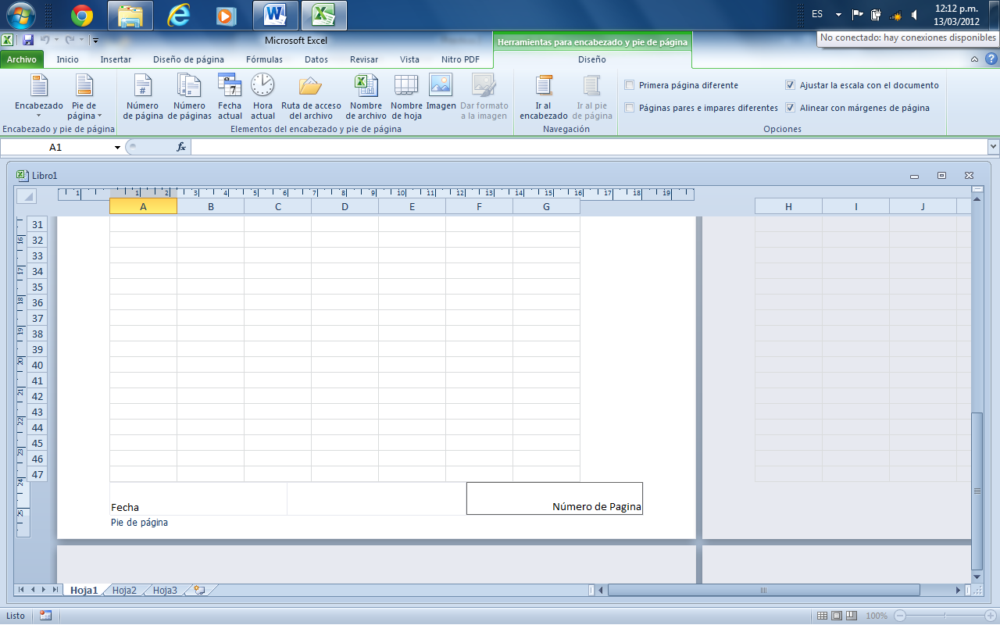 ES
12:12 p.m.
13/03/2012
Microsoft Excel
Herramientas para encabezado y pie de página
No conectado: hay conexiones disponibles
Archivo Inicio Insertar Diseño de página Fórmulas Datos Revisar Vista Nitro PDF Diseño
Encabezado
Pie de página
Número de página
Número de páginas
Fecha actual
Hora actual
Ruta de acceso del archivo
Nombre de archivo
Nombre de hoja
Imagen
Dar formato a la imagen
Ir al encabezado
Ir al pie de página
Primera página diferente
Páginas pares e impares diferentes
Ajustar la escala con el documento
Alinear con márgenes de página
Encabezado y pie de página
Elementos del encabezado y pie de página
Navegación
Opciones
A1
fx
Libro1
1 1 2 3 4 5 6 7 8 9 10 11 12 13 14 15 16 17 18 19
A B C D E F G H I J
31
32
33
34
35
36
37
38
39
40
41
42
43
44
45
46
47
16
17
18
19
20
21
22
23
24
25
Fecha
Número de Pagina
Pie de página
Hoja1 Hoja2 Hoja3
Listo
100%